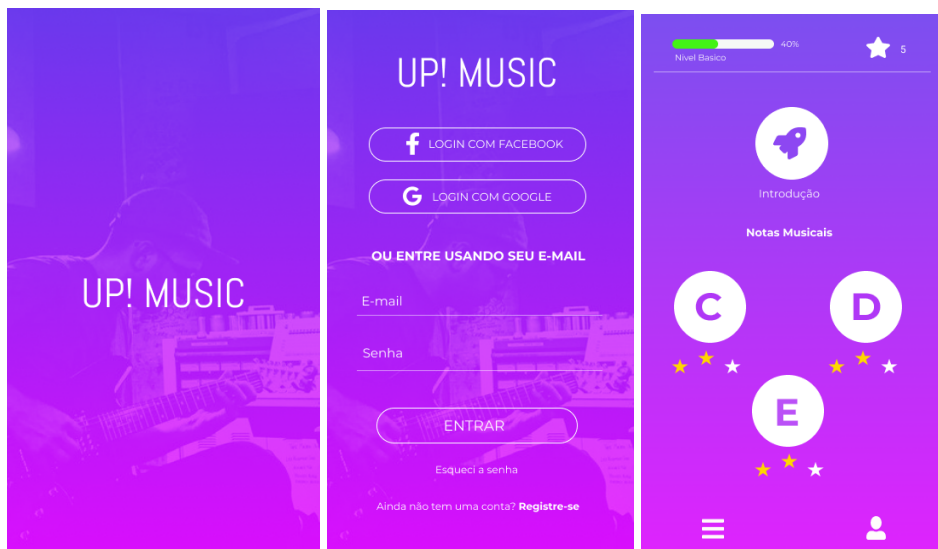 UP! MUSIC
UP! MUSIC
LOGIN COM FACEBOOK
G LOGIN COM GOOGLE
OU ENTRE USANDO SEU E-MAIL
E-mail
Senha
ENTRAR
Esqueci a senha
Ainda não tem uma conta? Registre-se
40%
5
Nivel Basico
Introdução
Notas Musicais
C
D
E